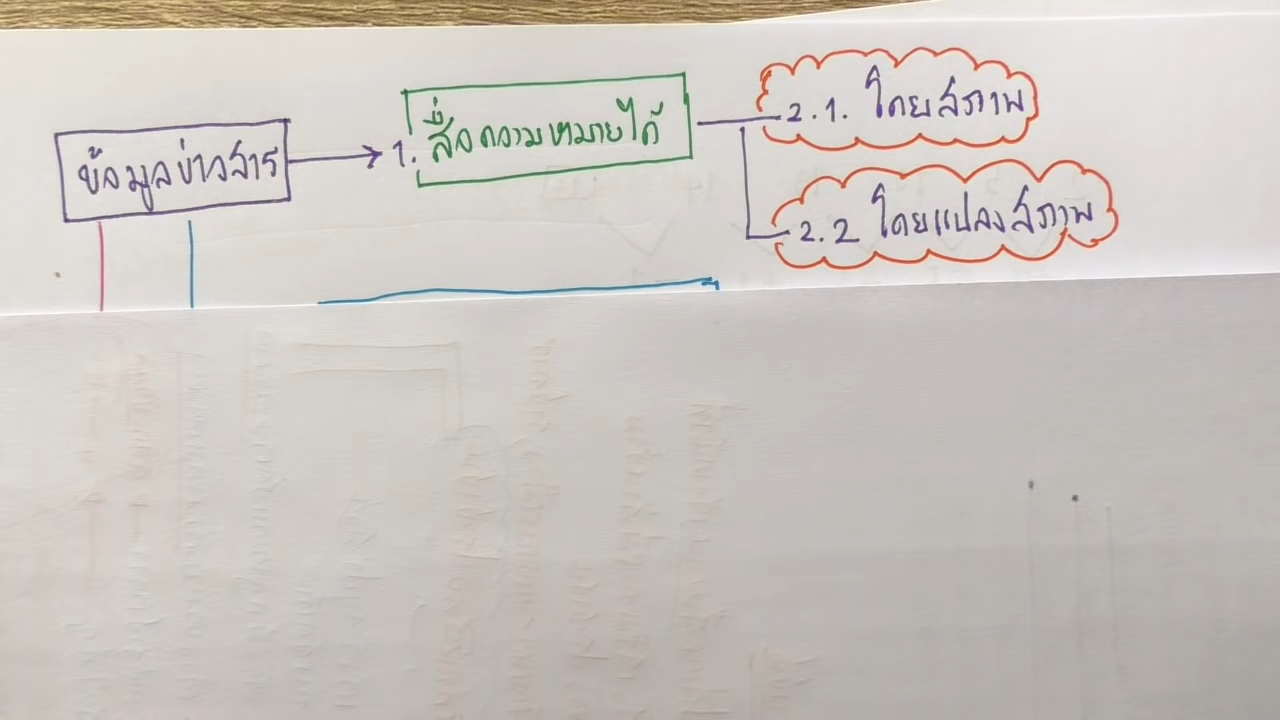 ข้อมูลข่าวสาร
1. สื่อความหมายได้
2.1. โดยสภาพ
2.2 โดยแปลงสภาพ